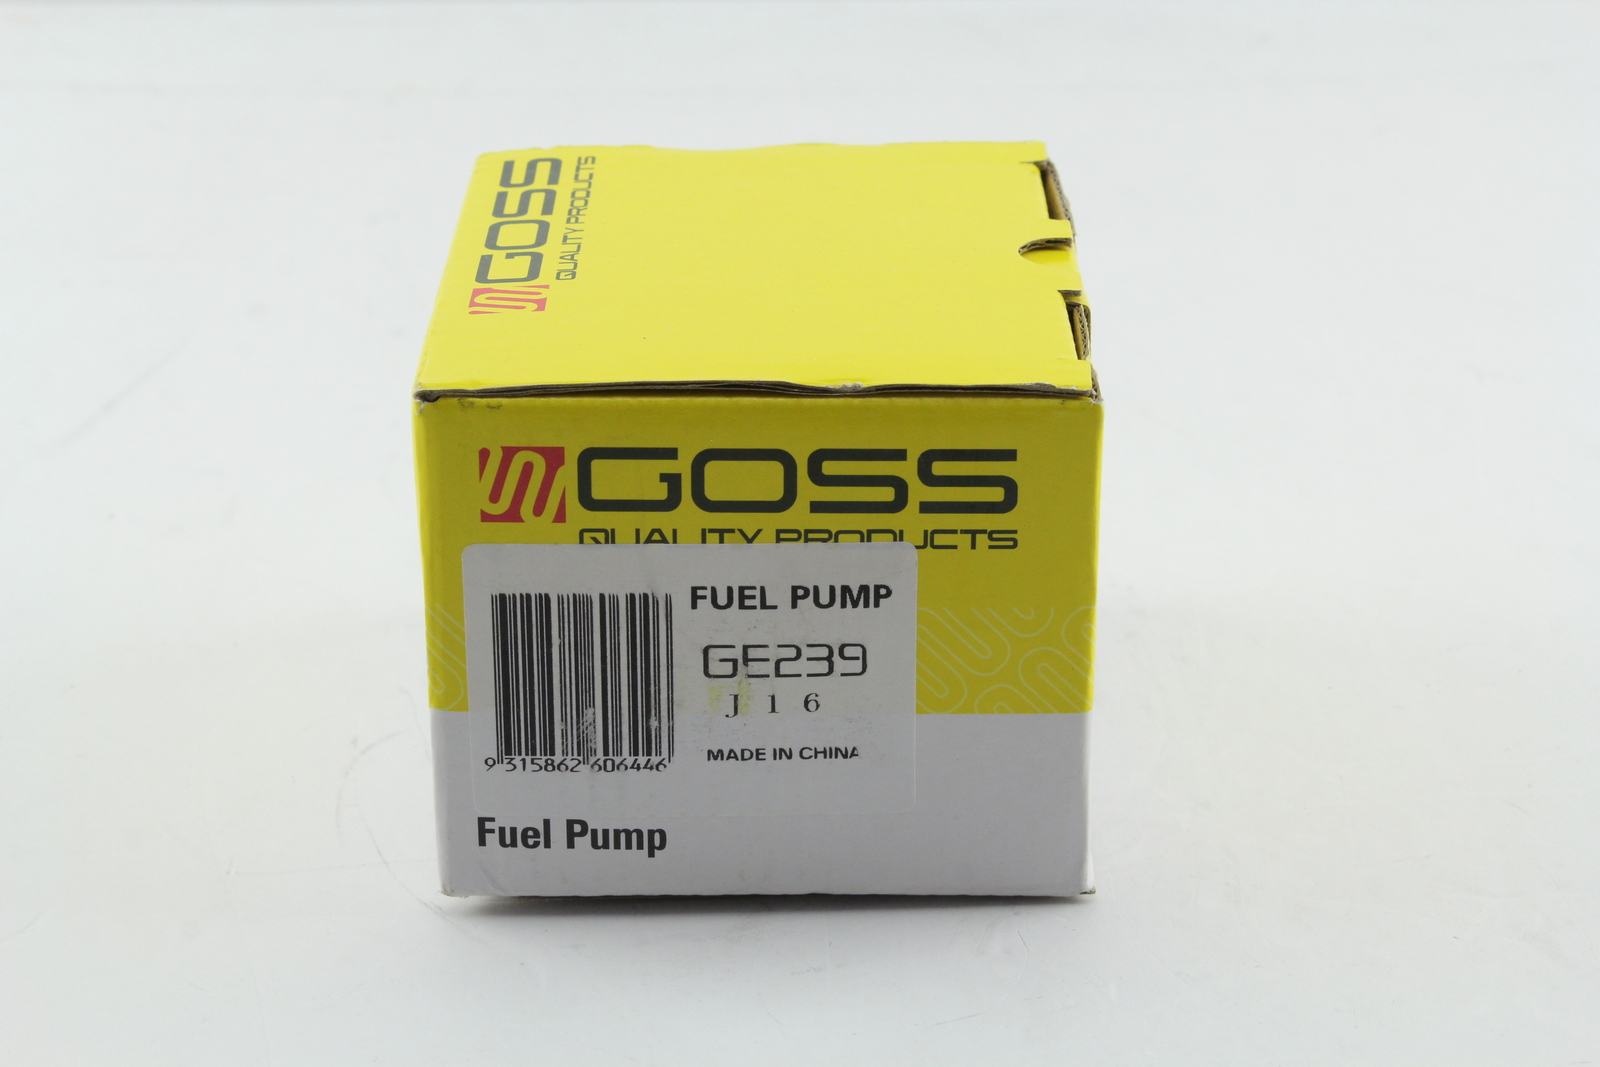 GOSS
QUALITY PRODUCTS
GOSS
QUALITY PRODUCTS
FUEL PUMP
GE239
J 1 6
MADE IN CHINA
9 315862 606446
Fuel Pump